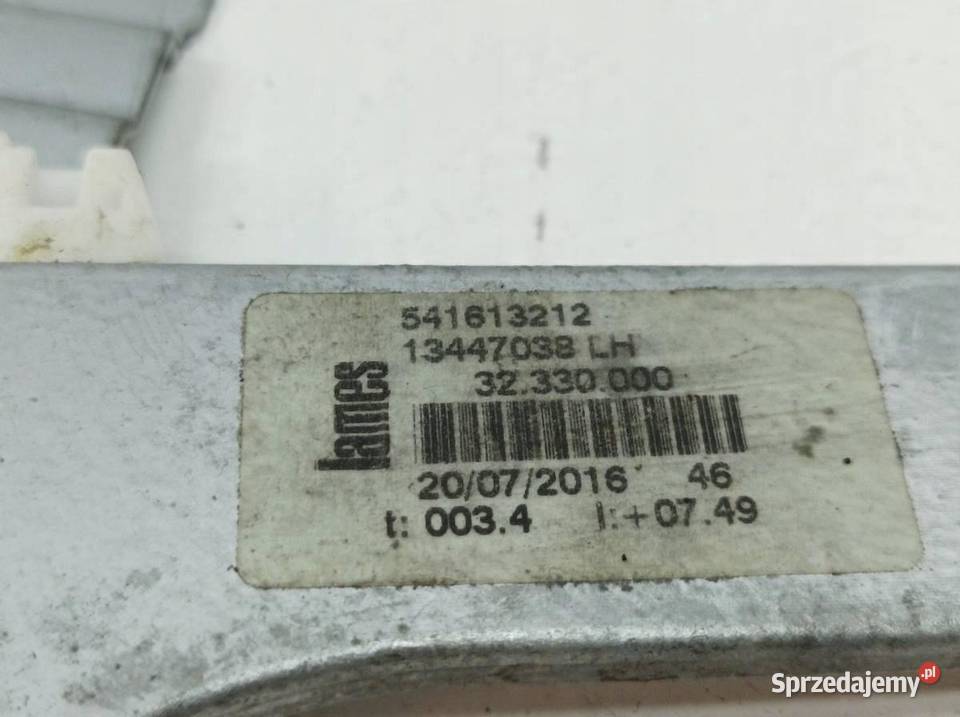 541613212
13447038 LH
32.330.000
lames
20/07/2016 46
t: 003.4 l:+07.49
Sprzedajemy.pl